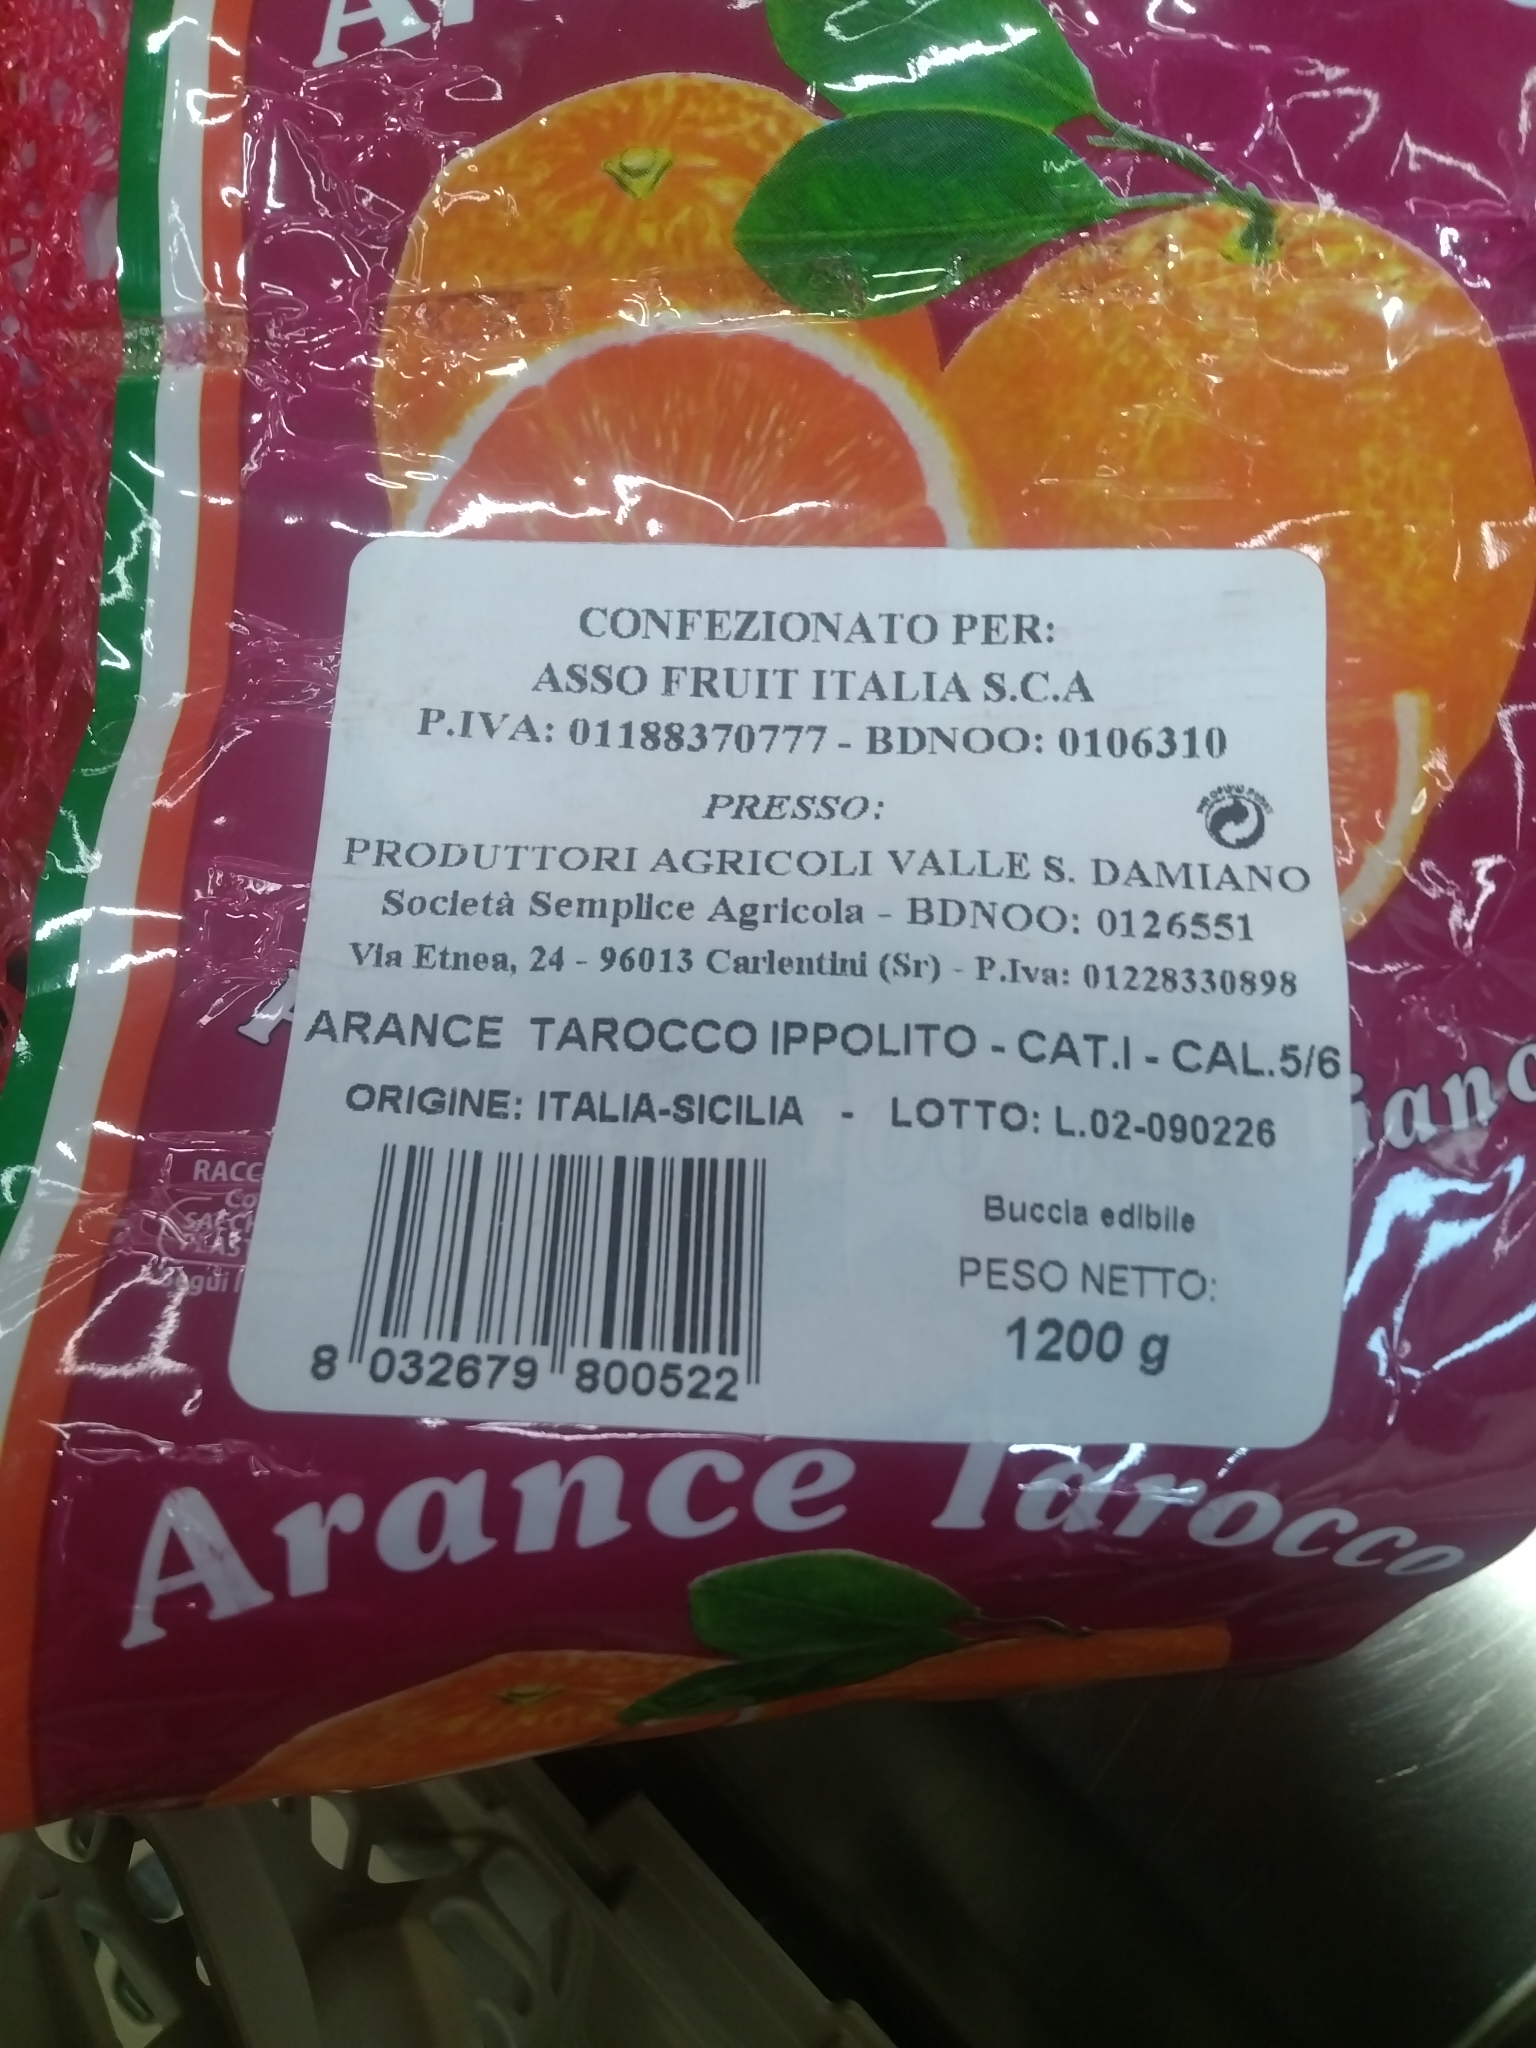 CONFEZIONATO PER:
ASSO FRUIT ITALIA S.C.A
P.IVA: 01188370777 - BDNOO: 0106310
PRESSO:
PRODUTTORI AGRICOLI VALLE S. DAMIANO
Società Semplice Agricola - BDNOO: 0126551
Via Etnea, 24 - 96013 Carlentini (Sr) - P.Iva: 01228330898
ARANCE TAROCCO IPPOLITO - CAT.I - CAL.5/6
ORIGINE: ITALIA-SICILIA - LOTTO: L.02-090226
RACC
Buccia edibile
PESO NETTO:
1200 g
8 032679 800522
Arance Tarocco